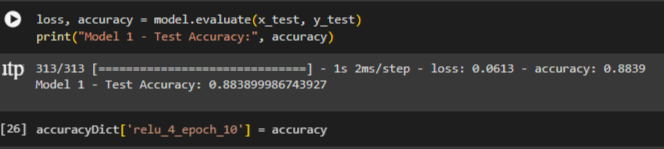 loss, accuracy = model.evaluate(x_test, y_test)
print("Model 1 - Test Accuracy:", accuracy)
313/313 [==============================] - 1s 2ms/step - loss: 0.0613 - accuracy: 0.8839
Model 1 - Test Accuracy: 0.883899986743927
[26] accuracyDict['relu_4_epoch_10'] = accuracy